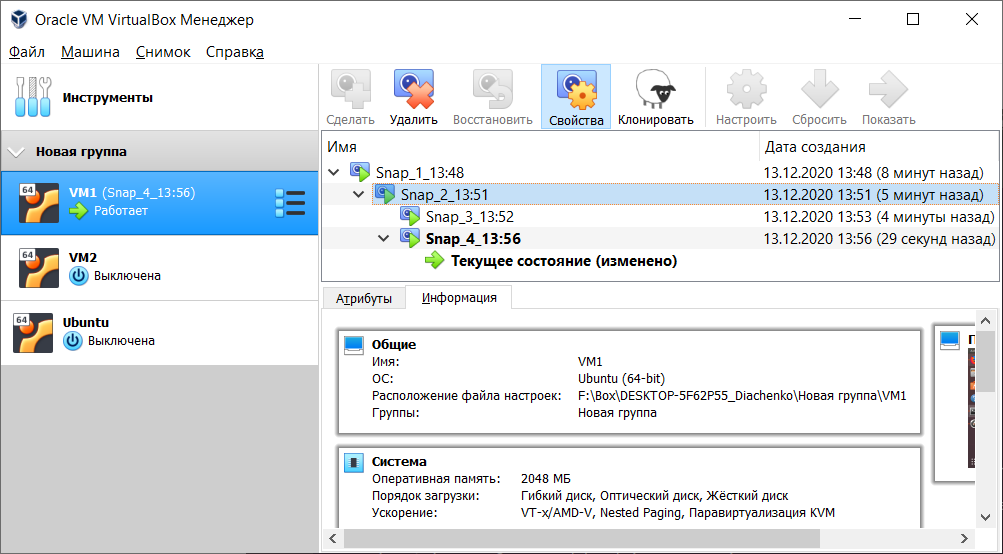 Oracle VM VirtualBox Менеджер
Файл Машина Снимок Справка
Инструменты
Сделать Удалить Восстановить Свойства Клонировать Настроить Сбросить Показать
Новая группа
64 VM1 (Snap_4_13:56)
Работает
64 VM2
Выключена
64 Ubuntu
Выключена
Имя Дата создания
Snap_1_13:48 13.12.2020 13:48 (8 минут назад)
Snap_2_13:51 13.12.2020 13:51 (5 минут назад)
Snap_3_13:52 13.12.2020 13:53 (4 минуты назад)
Snap_4_13:56 13.12.2020 13:56 (29 секунд назад)
Текущее состояние (изменено)
Атрибуты Информация
Общие
Имя: VM1
ОС: Ubuntu (64-bit)
Расположение файла настроек: F:\Box\DESKTOP-5F62P55_Diachenko\Новая группа\VM1
Группы: Новая группа
Система
Оперативная память: 2048 МБ
Порядок загрузки: Гибкий диск, Оптический диск, Жёсткий диск
Ускорение: VT-x/AMD-V, Nested Paging, Паравиртуализация KVM